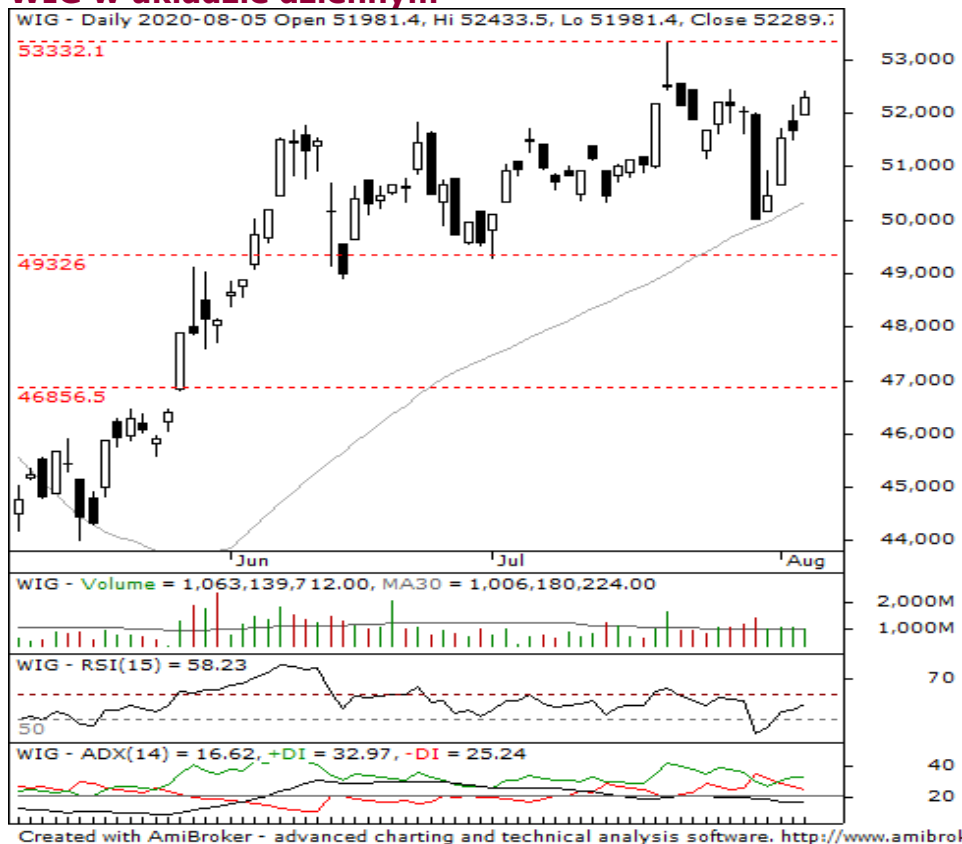 WIG w układzie dziennym
WIG - Daily 2020-08-05 Open 51981.4, Hi 52433.5, Lo 51981.4, Close 52289.
53332.1
53,000
52,000
51,000
50,000
49326
49,000
48,000
47,000
46856.5
46,000
45,000
44,000
Jun Jul Aug
WIG - Volume = 1,063,139,712.00, MA30 = 1,006,180,224.00
2,000M
1,000M
WIG - RSI(15) = 58.23
70
50
WIG - ADX(14) = 16.62, +DI = 32.97, -DI = 25.24
40
20
Created with AmiBroker - advanced charting and technical analysis software. http://www.amibrok